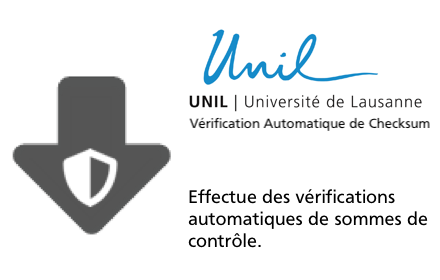 Unil
UNIL | Université de Lausanne
Vérification Automatique de Checksum
Effectue des vérifications
automatiques de sommes de
contrôle.